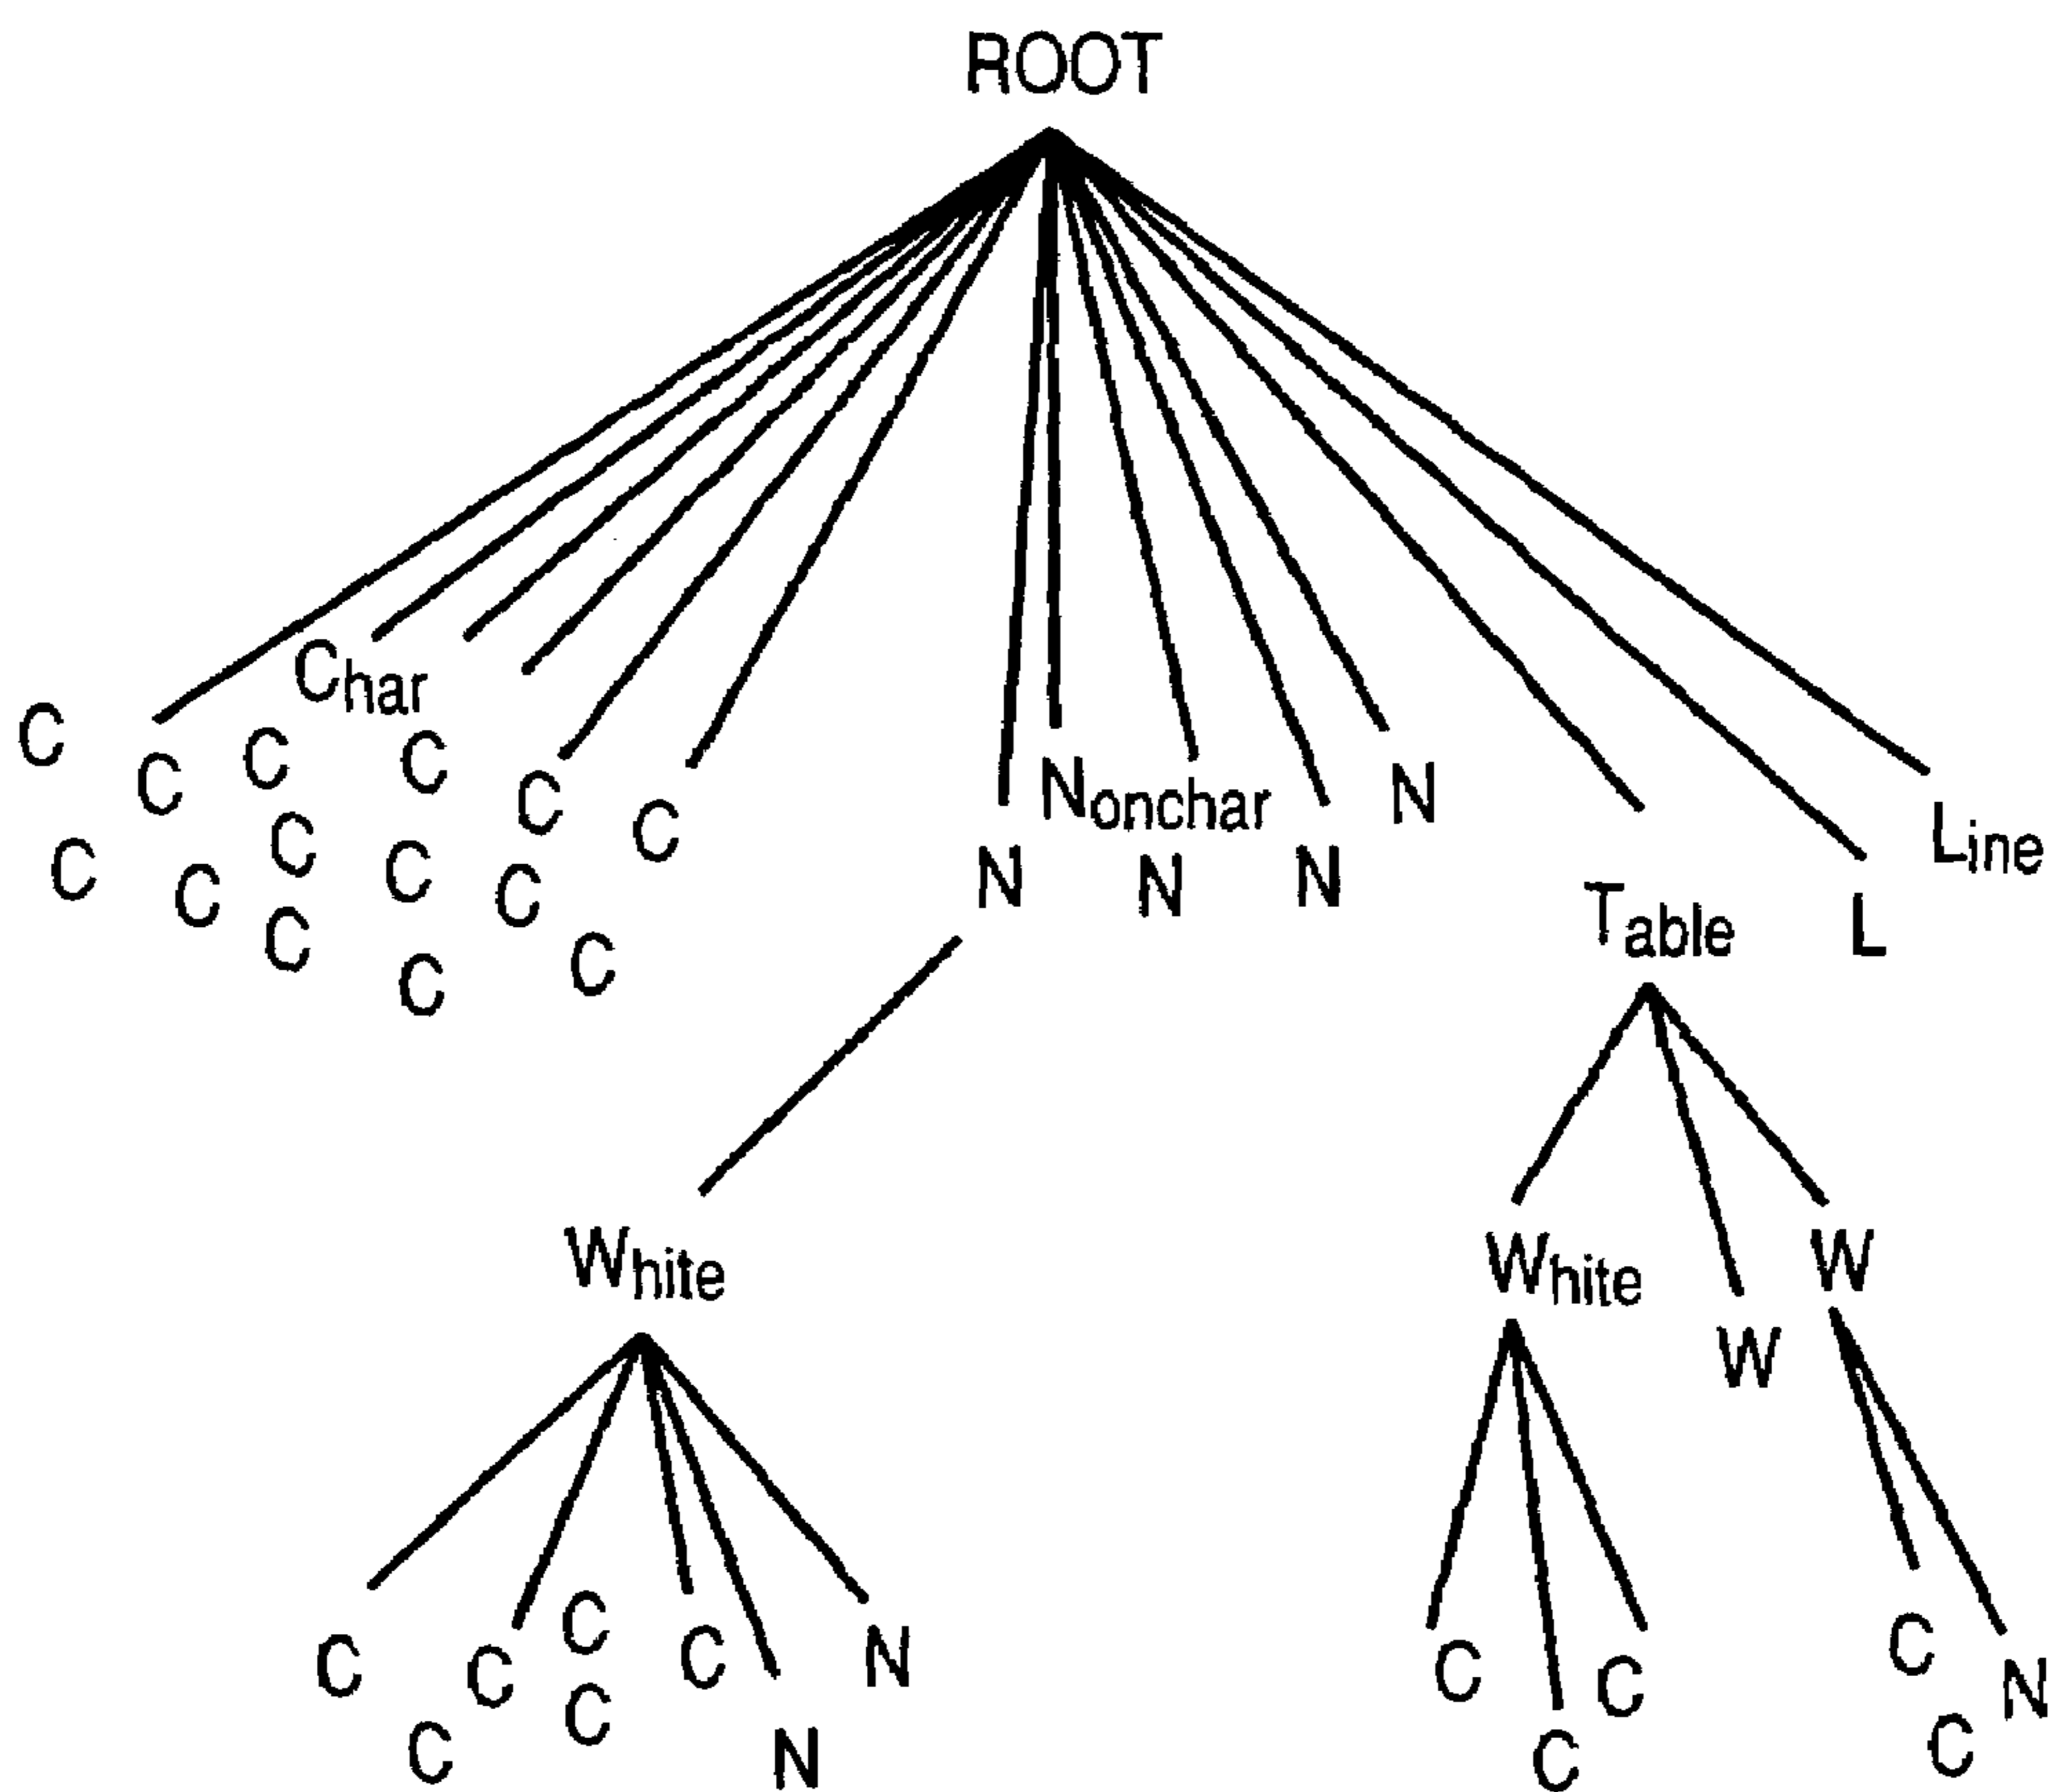 ROOT
Char
C C C C C C
Nonchar N
C C C C C C
N N N
Line
C C C
Table L
White White W
W
C C C C N
C C C N
C C N C C